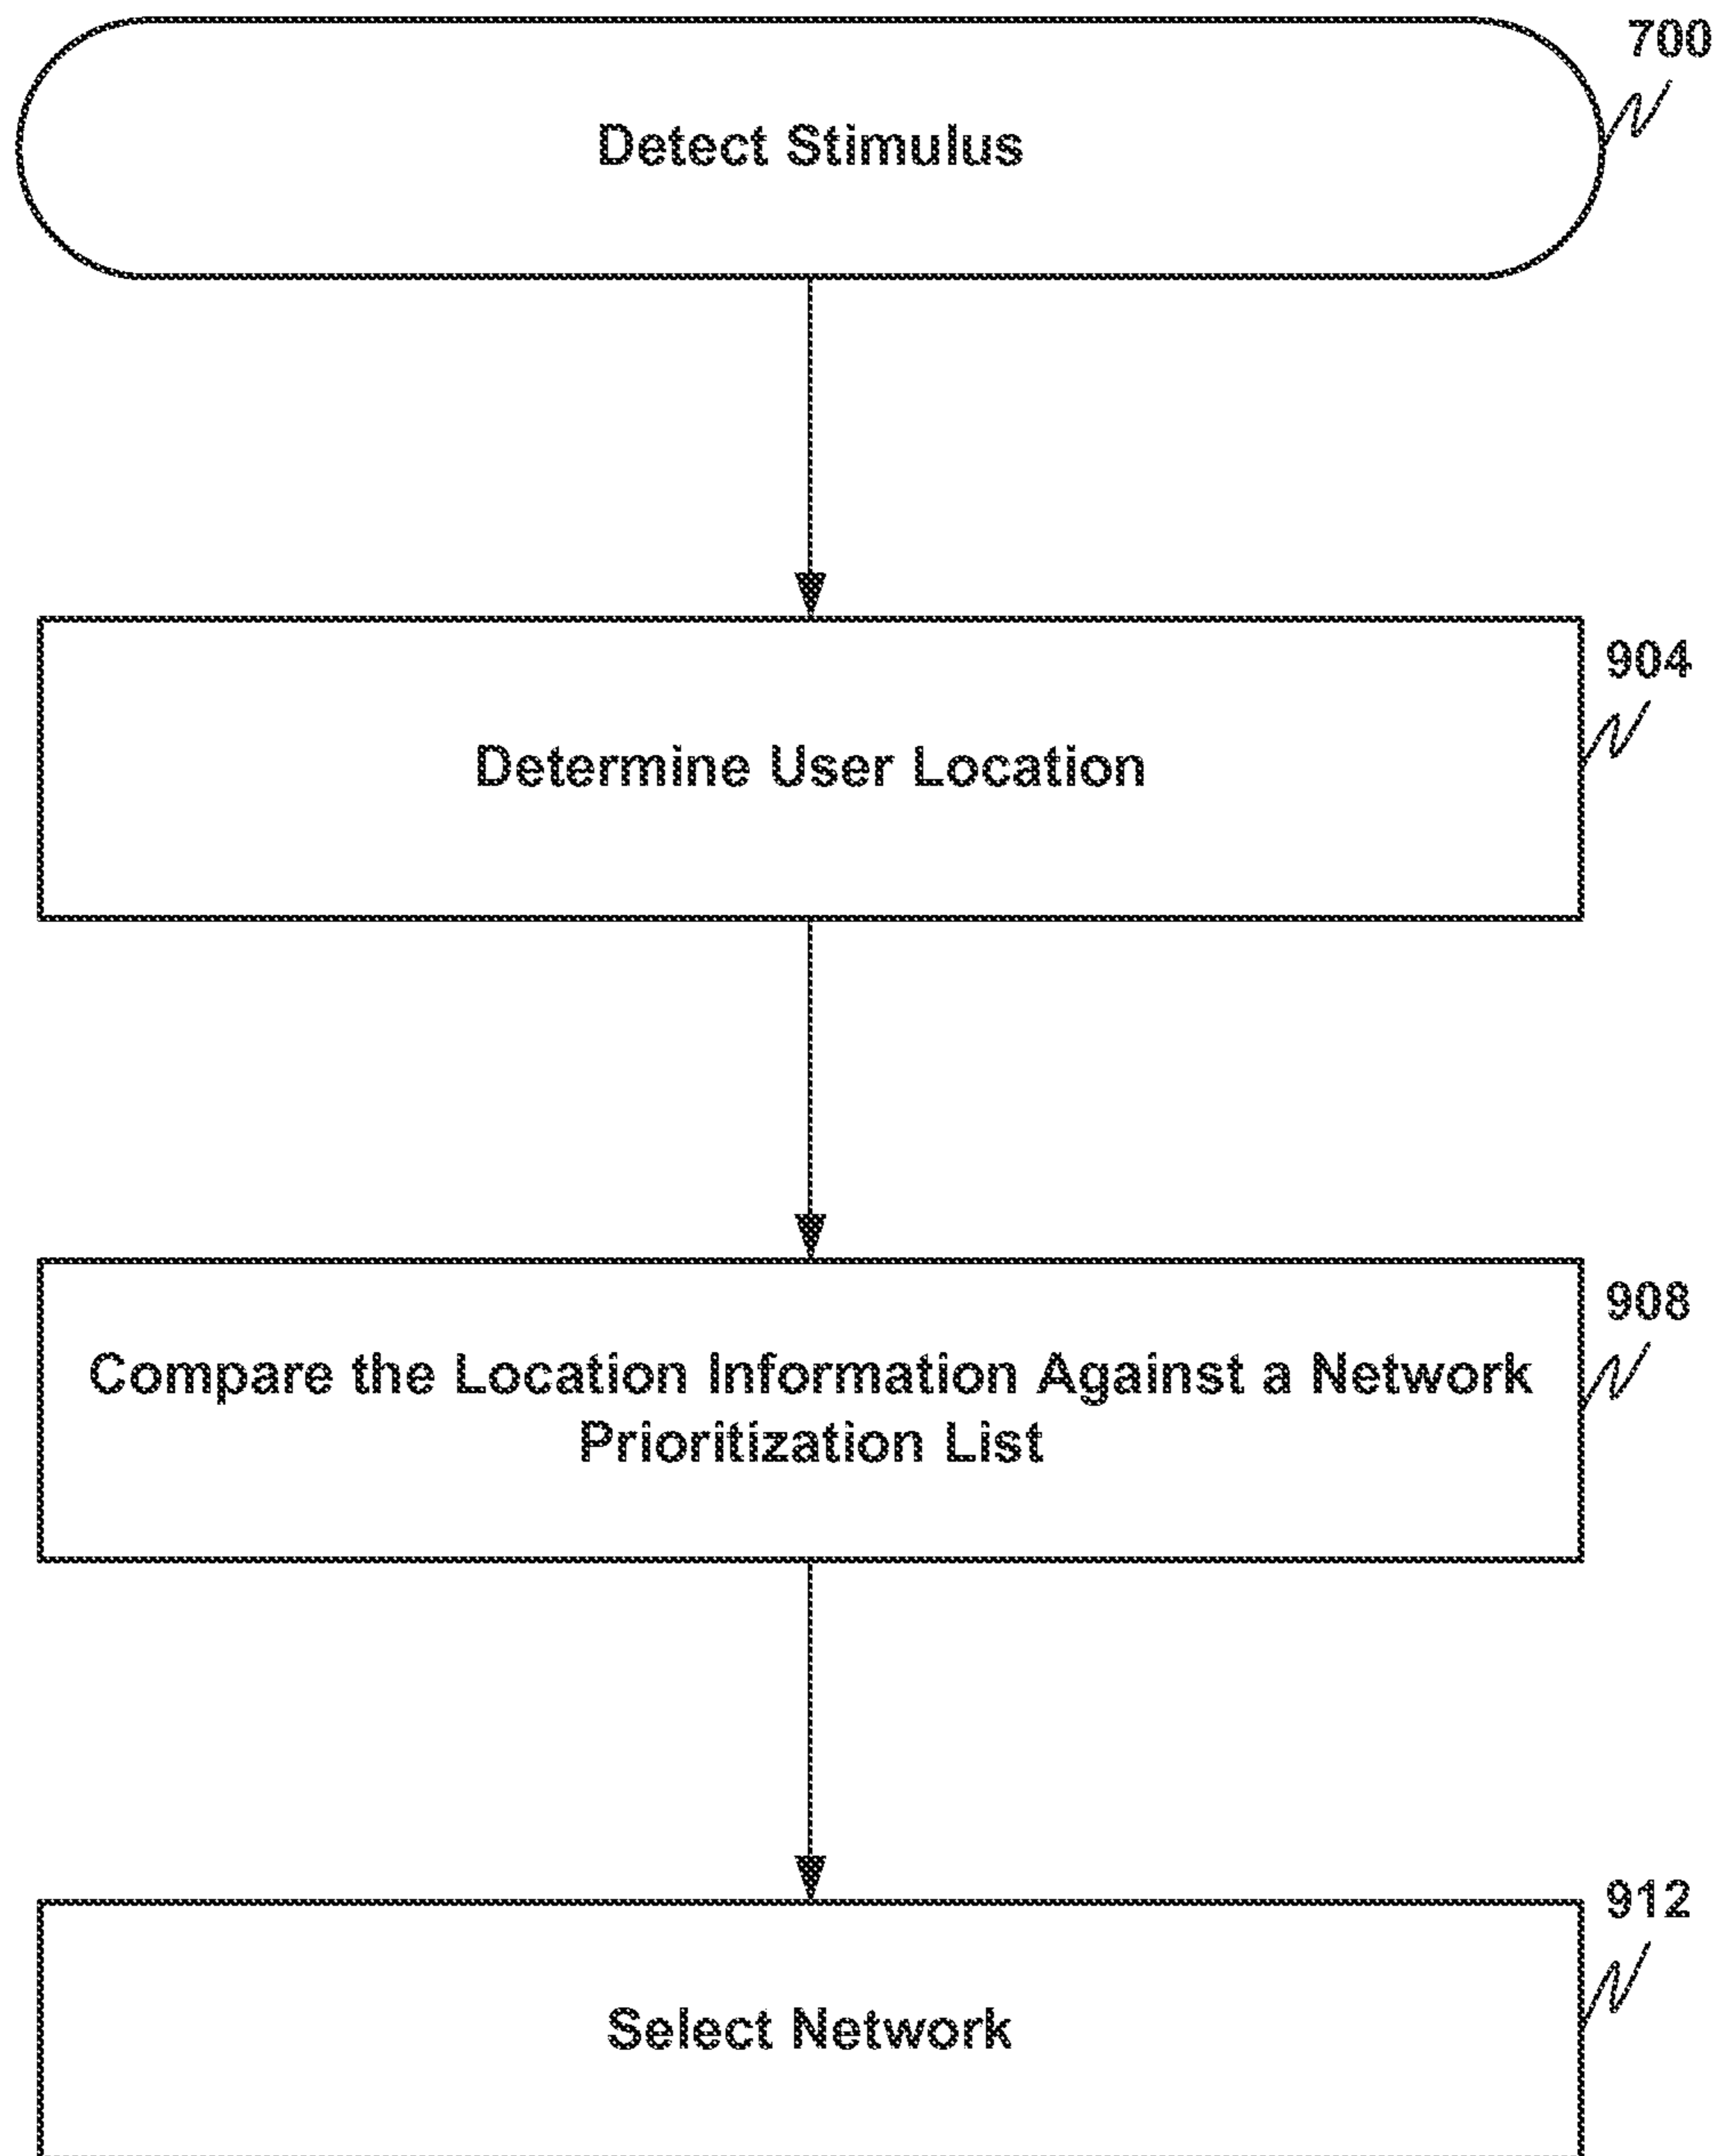 700
Detect Stimulus
904
Determine User Location
908
Compare the Location Information Against a Network
Prioritization List
912
Select Network